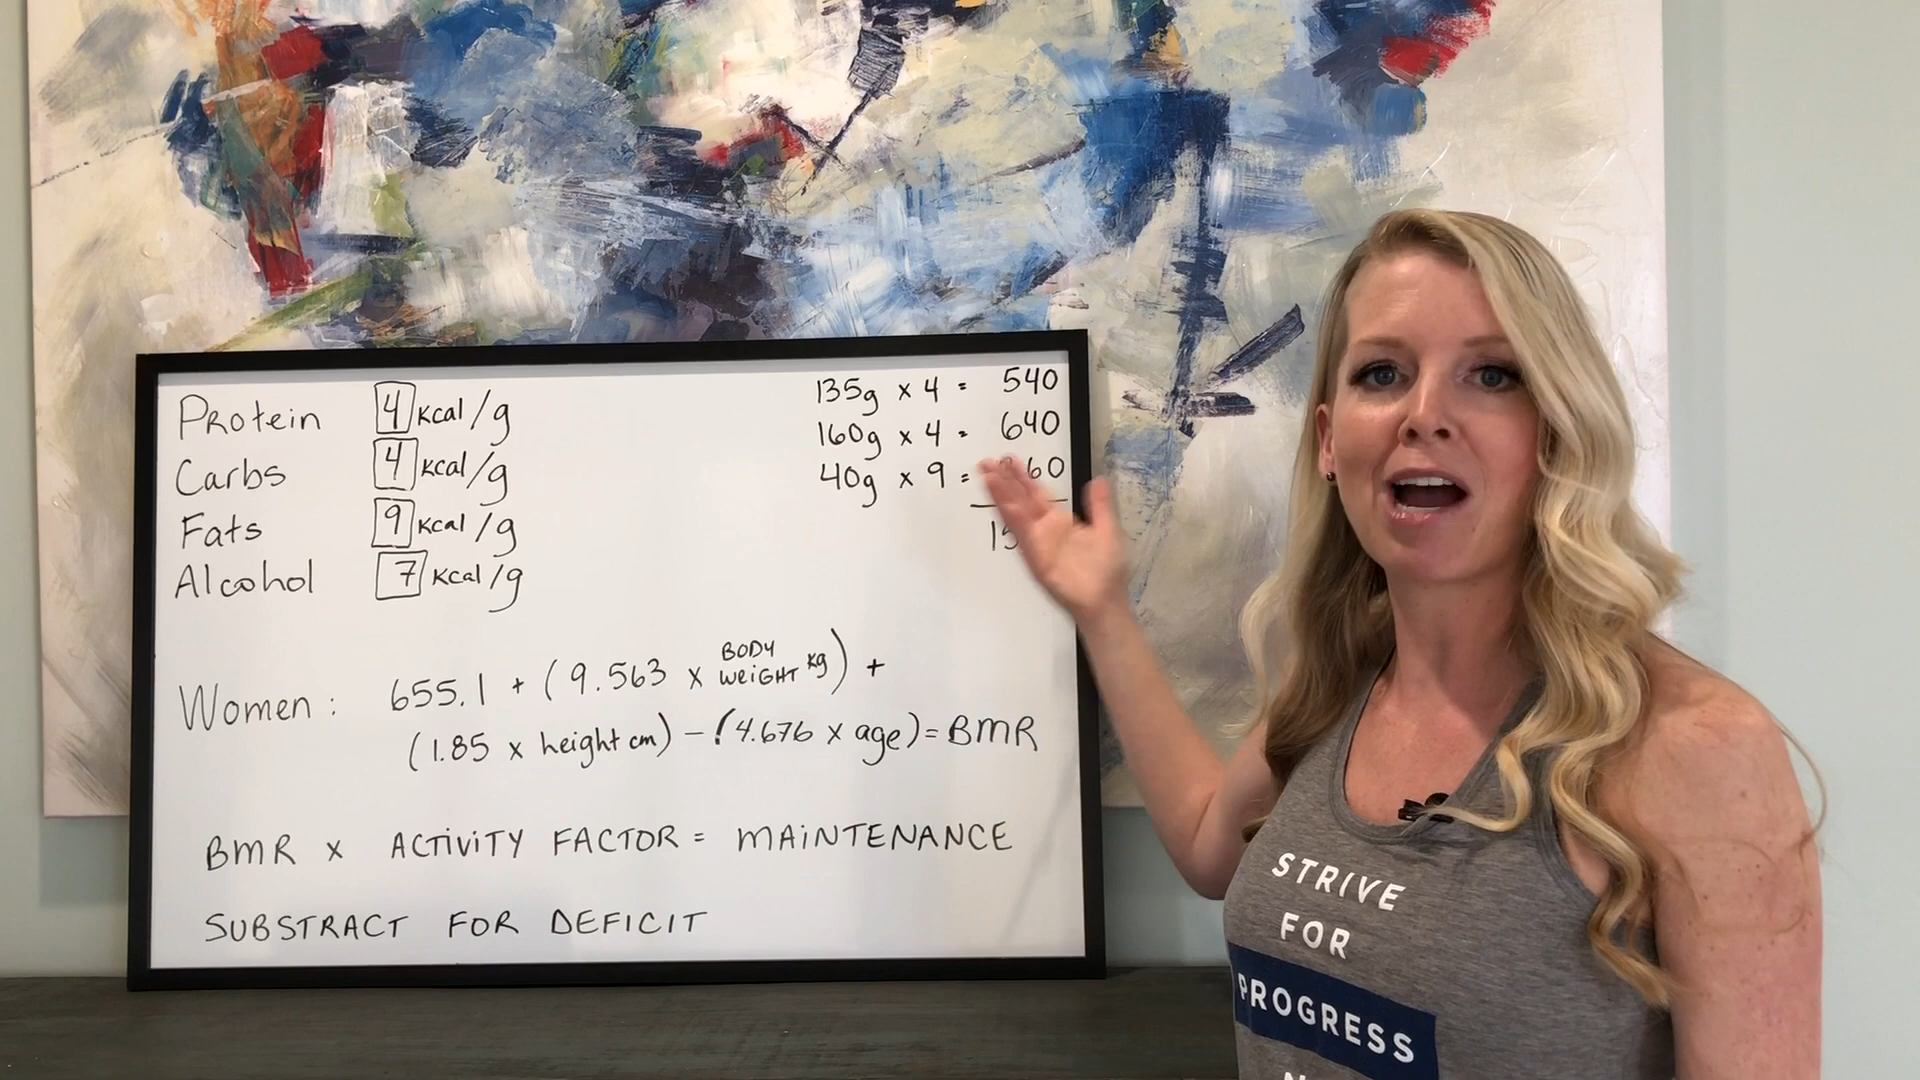 Protein 4 Kcal/g
Carbs 4 Kcal/g
Fats 9 Kcal/g
Alcohol 7 Kcal/g
135g x 4 = 540
160g x 4 = 640
40g x 9 =
Women: 655.1 + (9.563 x BODY WEIGHT kg) +
(1.85 x height cm) - (4.676 x age) = BMR
BMR x ACTIVITY FACTOR = MAINTENANCE
SUBSTRACT FOR DEFICIT
STRIVE
FOR
PROGRESS